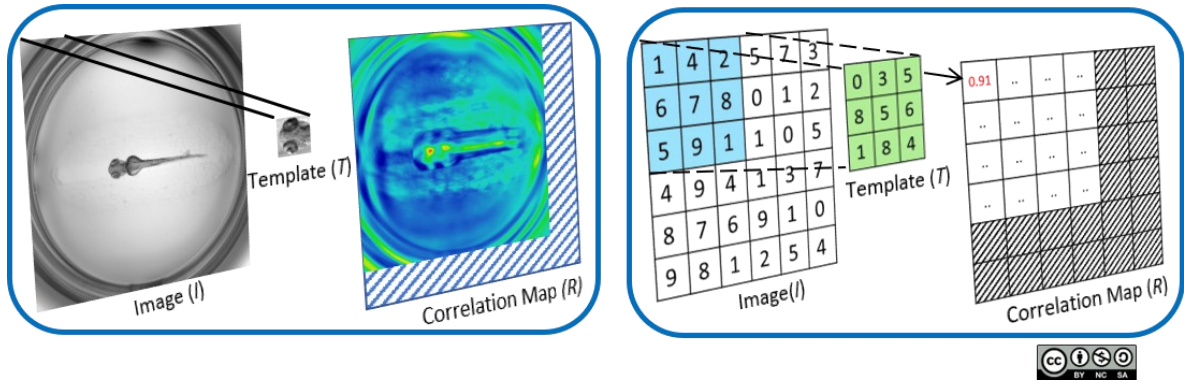 Template (T)
Image (I)
Correlation Map (R)
1 4 2 5 7 3
6 7 8 0 1 2
5 9 1 1 0 5
4 9 4 1 3 7
8 7 6 9 1 0
9 8 1 2 5 4
Image(I)
0 3 5
8 5 6
1 8 4
Template (T)
0.91 .. .. ..
.. .. .. ..
.. .. .. ..
.. .. .. ..
Correlation Map (R)
cc
BY NC SA